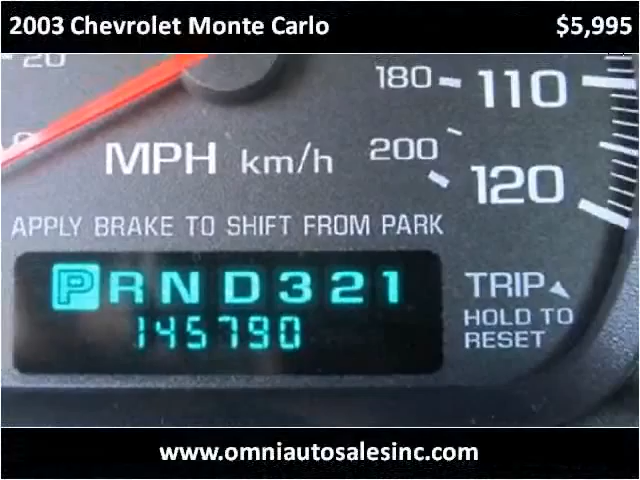 2003 Chevrolet Monte Carlo $5,995
20
0
180 110
MPH km/h 200 120
APPLY BRAKE TO SHIFT FROM PARK
PRND321
145790
TRIP
HOLD TO
RESET
www.omniautosalesinc.com